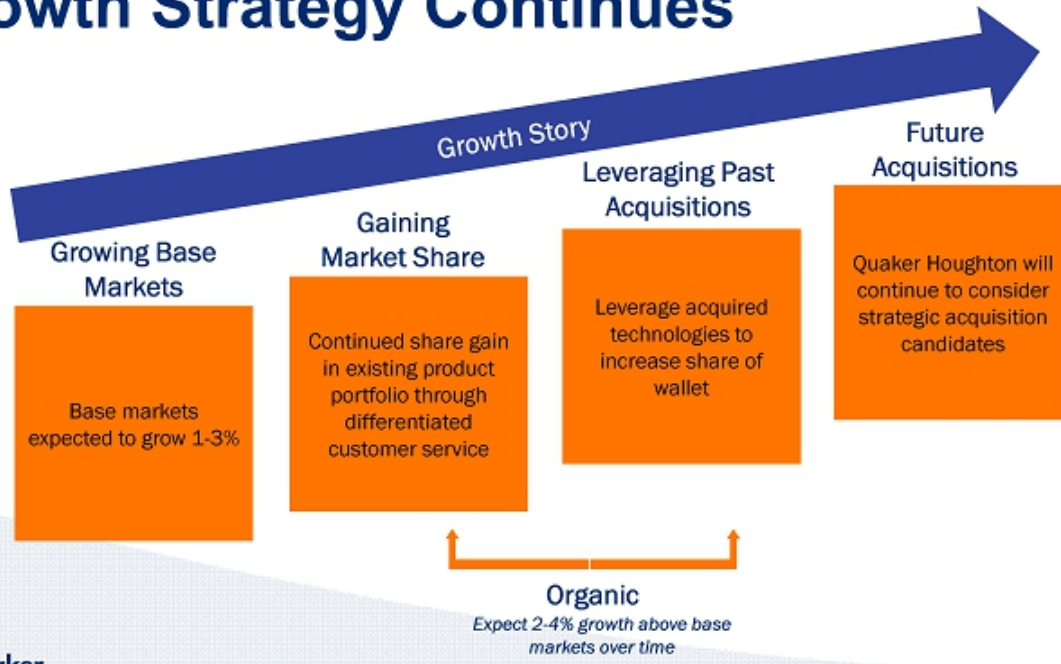 owth Strategy Continues
Growth Story
Growing Base
Markets
Base markets
expected to grow 1-3%
Gaining
Market Share
Continued share gain
in existing product
portfolio through
differentiated
customer service
Leveraging Past
Acquisitions
Leverage acquired
technologies to
increase share of
wallet
Future
Acquisitions
Quaker Houghton will
continue to consider
strategic acquisition
candidates
Organic
Expect 2-4% growth above base
markets over time